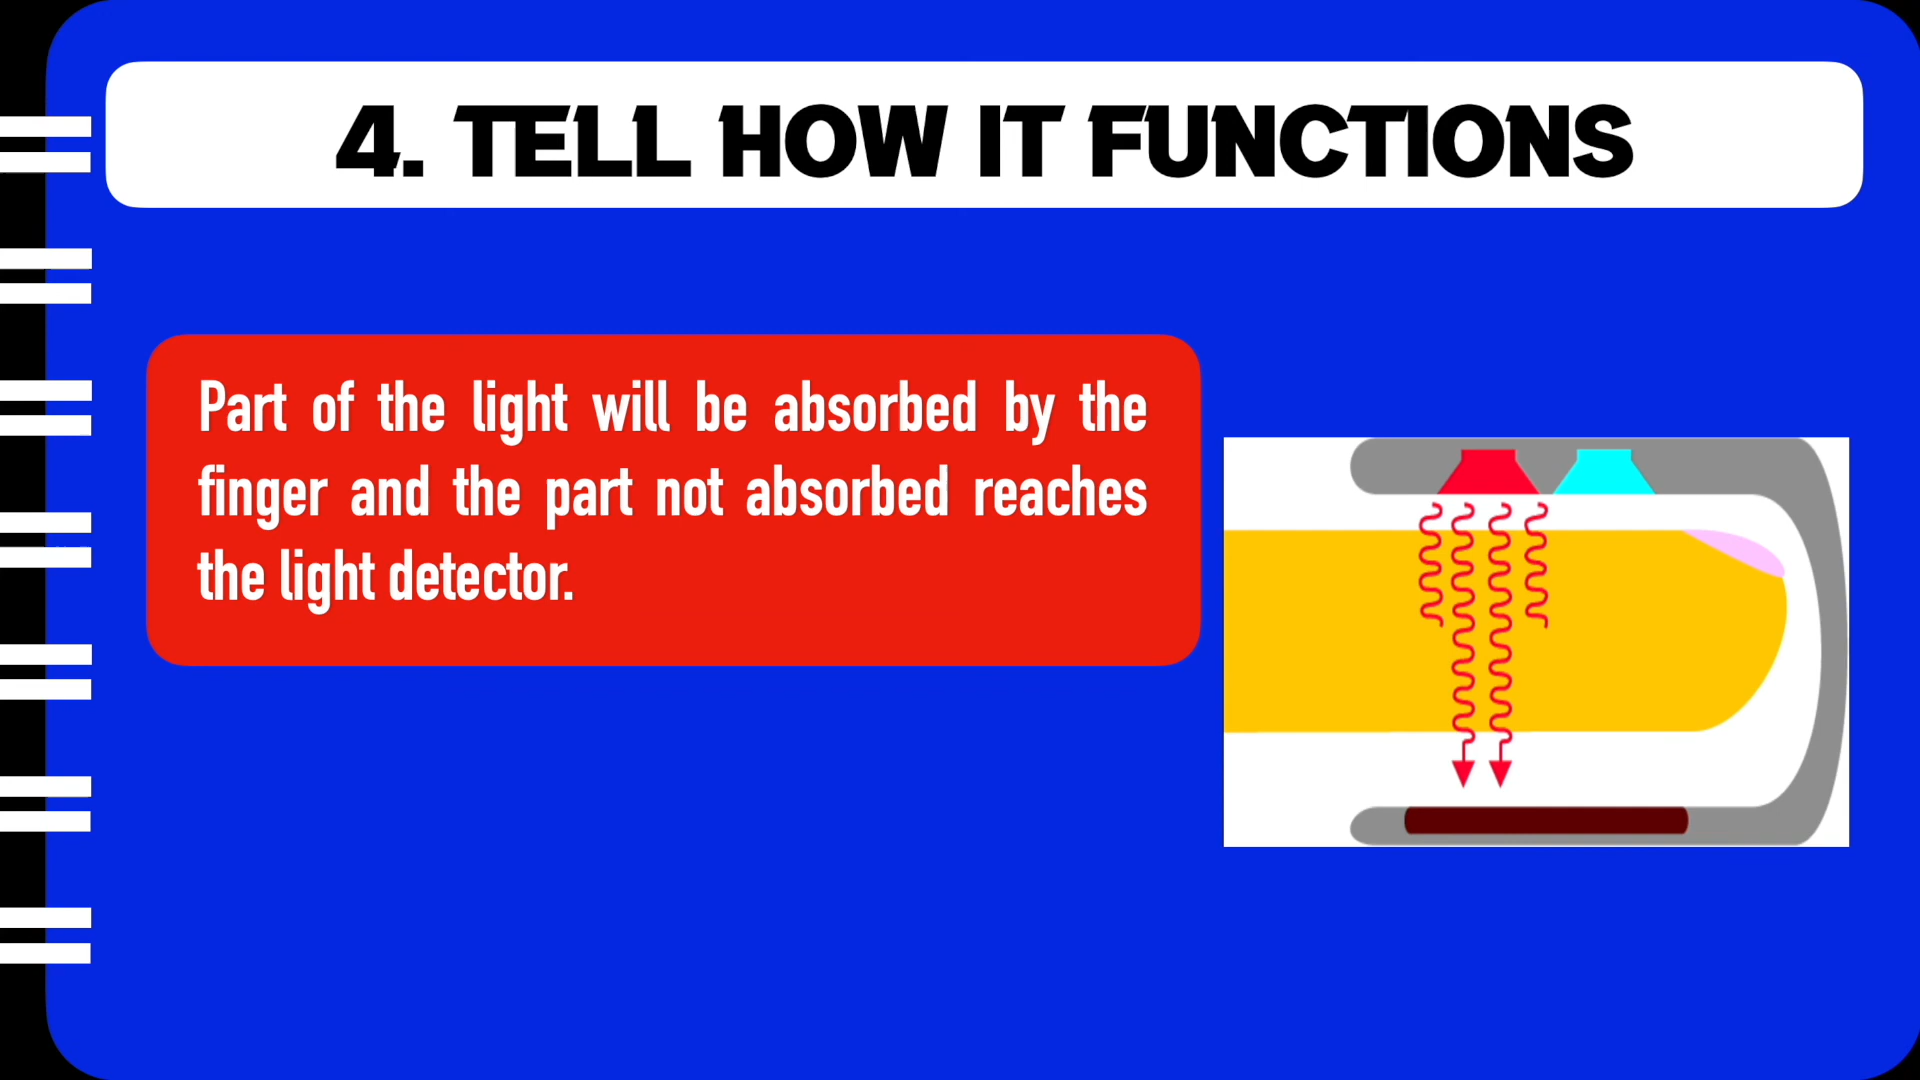 4. TELL HOW IT FUNCTIONS
Part of the light will be absorbed by the
finger and the part not absorbed reaches
the light detector.